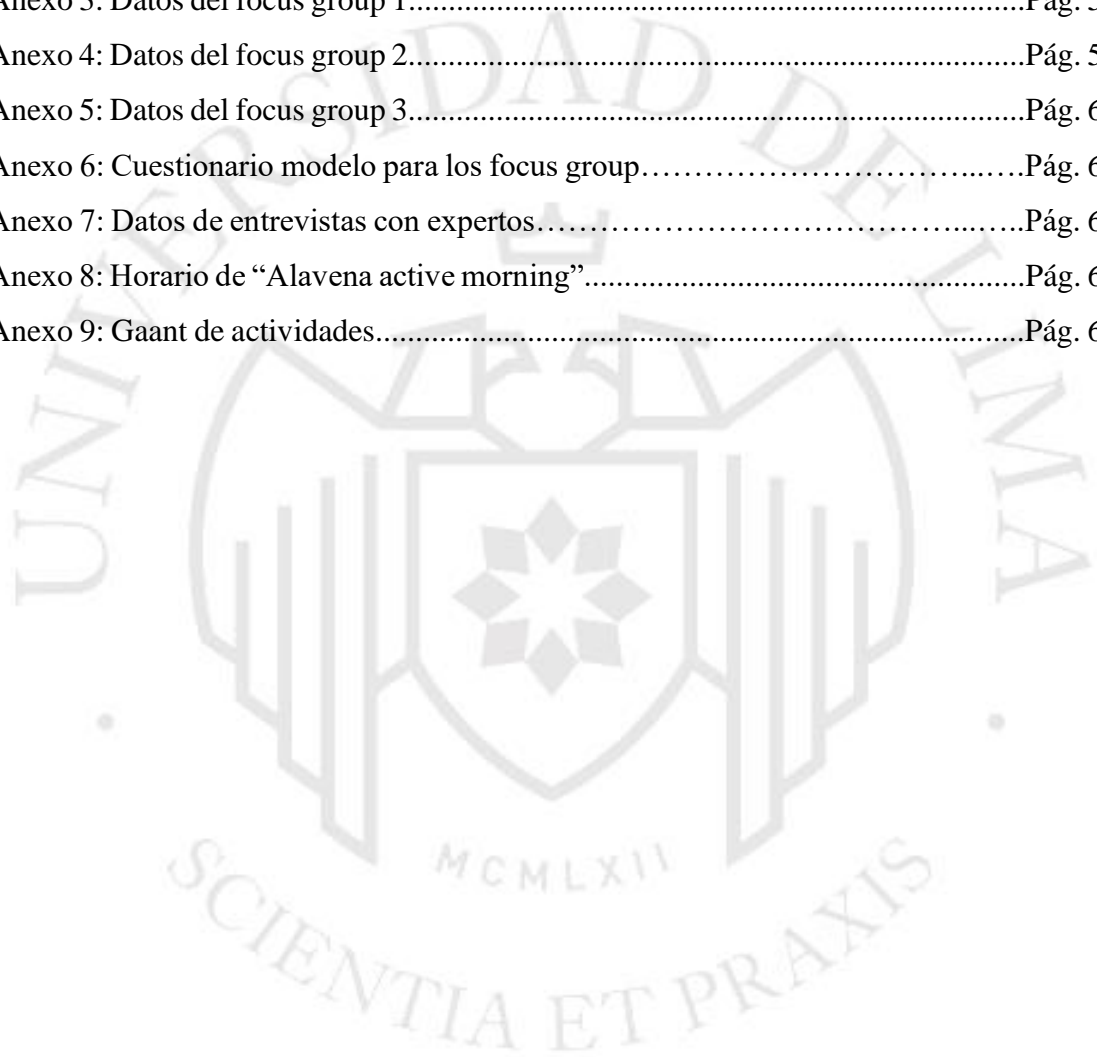 Anexo 3: Datos del focus group 1..........................................................................Pág.
Anexo 4: Datos del focus group 2..........................................................................Pág. 5
Anexo 5: Datos del focus group 3..........................................................................Pág. 6
Anexo 6: Cuestionario modelo para los focus group…………………………...….Pág. 6
Anexo 7: Datos de entrevistas con expertos…………………………………...…..Pág. 6
Anexo 8: Horario de “Alavena active morning”.....................................................Pág. 6
Anexo 9: Gaant de actividades..............................................................................Pág. 6
UNIVERSIDAD DE LIMA
MCMLXII
SCIENTIA ET PRAXIS